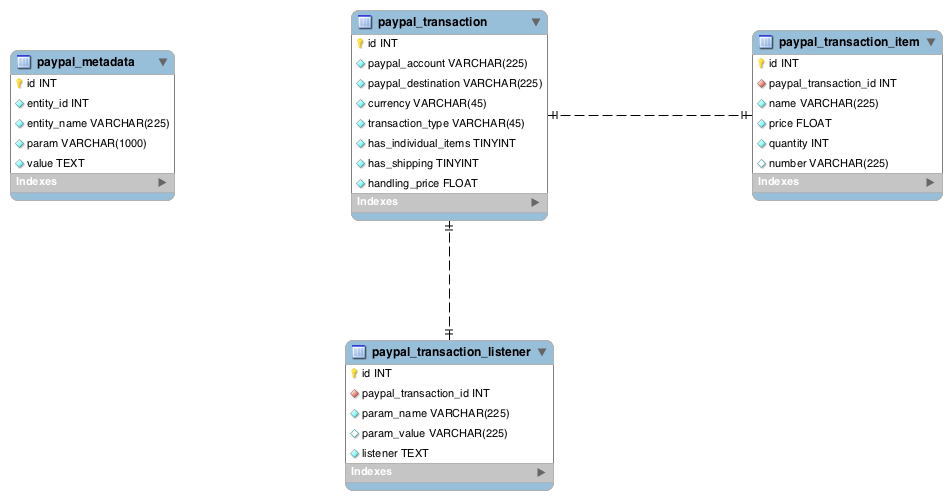 paypal_metadata
id INT
entity_id INT
entity_name VARCHAR(225)
param VARCHAR(1000)
value TEXT
Indexes
paypal_transaction
id INT
paypal_account VARCHAR(225)
paypal_destination VARCHAR(225)
currency VARCHAR(45)
transaction_type VARCHAR(45)
has_individual_items TINYINT
has_shipping TINYINT
handling_price FLOAT
Indexes
paypal_transaction_item
id INT
paypal_transaction_id INT
name VARCHAR(225)
price FLOAT
quantity INT
number VARCHAR(225)
Indexes
paypal_transaction_listener
id INT
paypal_transaction_id INT
param_name VARCHAR(225)
param_value VARCHAR(225)
listener TEXT
Indexes